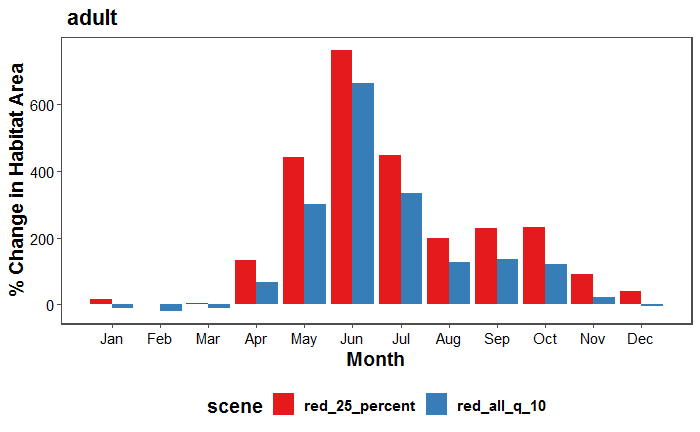 adult
% Change in Habitat Area
600
400
200
0
Jan Feb Mar Apr May Jun Jul Aug Sep Oct Nov Dec
Month
scene red_25_percent red_all_q_10